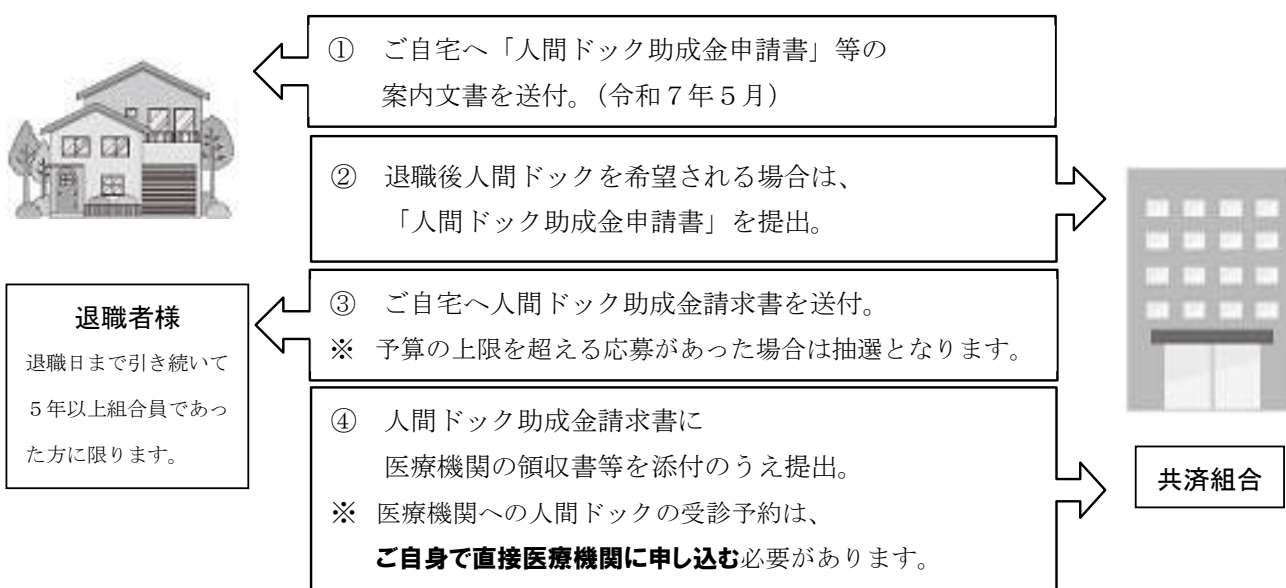 ① ご自宅へ「人間ドック助成金申請書」等の
案内文書を送付。(令和7年5月)
② 退職後人間ドックを希望される場合は、
「人間ドック助成金申請書」を提出。
③ ご自宅へ人間ドック助成金請求書を送付。
※ 予算の上限を超える応募があった場合は抽選となります。
④ 人間ドック助成金請求書に
医療機関の領収書等を添付のうえ提出。
※ 医療機関への人間ドックの受診予約は、
ご自身で直接医療機関に申し込む必要があります。
退職者様
退職日まで引き続いて
5年以上組合員であっ
た方に限ります。
共済組合